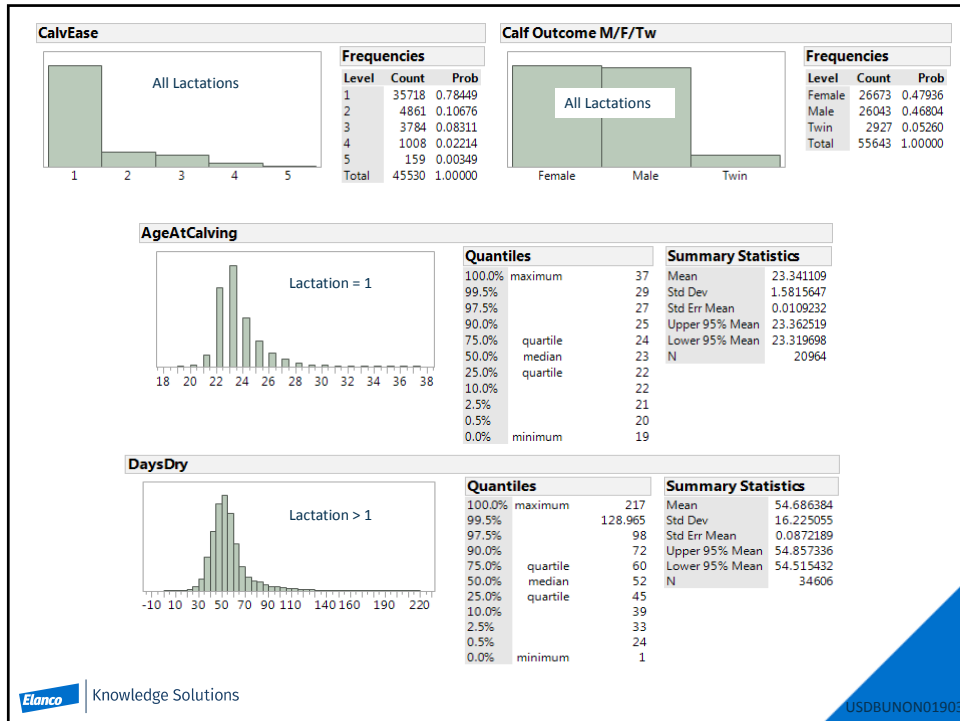 CalvEase
All Lactations
1 2 3 4 5
Frequencies
Level Count Prob
1 35718 0.78449
2 4861 0.10676
3 3784 0.08311
4 1008 0.02214
5 159 0.00349
Total 45530 1.00000
Calf Outcome M/F/Tw
All Lactations
Female Male Twin
Frequencies
Level Count Prob
Female 26673 0.47936
Male 26043 0.46804
Twin 2927 0.05260
Total 55643 1.00000
AgeAtCalving
Lactation = 1
18 20 22 24 26 28 30 32 34 36 38
Quantiles
100.0% maximum 37
99.5% 29
97.5% 27
90.0% 25
75.0% quartile 24
50.0% median 23
25.0% quartile 22
10.0% 22
2.5% 21
0.5% 20
0.0% minimum 19
Summary Statistics
Mean 23.341109
Std Dev 1.5815647
Std Err Mean 0.0109232
Upper 95% Mean 23.362519
Lower 95% Mean 23.319698
N 20964
DaysDry
Lactation > 1
-10 10 30 50 70 90 110 140 160 190 220
Quantiles
100.0% maximum 217
99.5% 128.965
97.5% 98
90.0% 72
75.0% quartile 60
50.0% median 52
25.0% quartile 45
10.0% 39
2.5% 33
0.5% 24
0.0% minimum 1
Summary Statistics
Mean 54.686384
Std Dev 16.225055
Std Err Mean 0.0872189
Upper 95% Mean 54.857336
Lower 95% Mean 54.515432
N 34606
Elanco Knowledge Solutions
USDBUNON01903